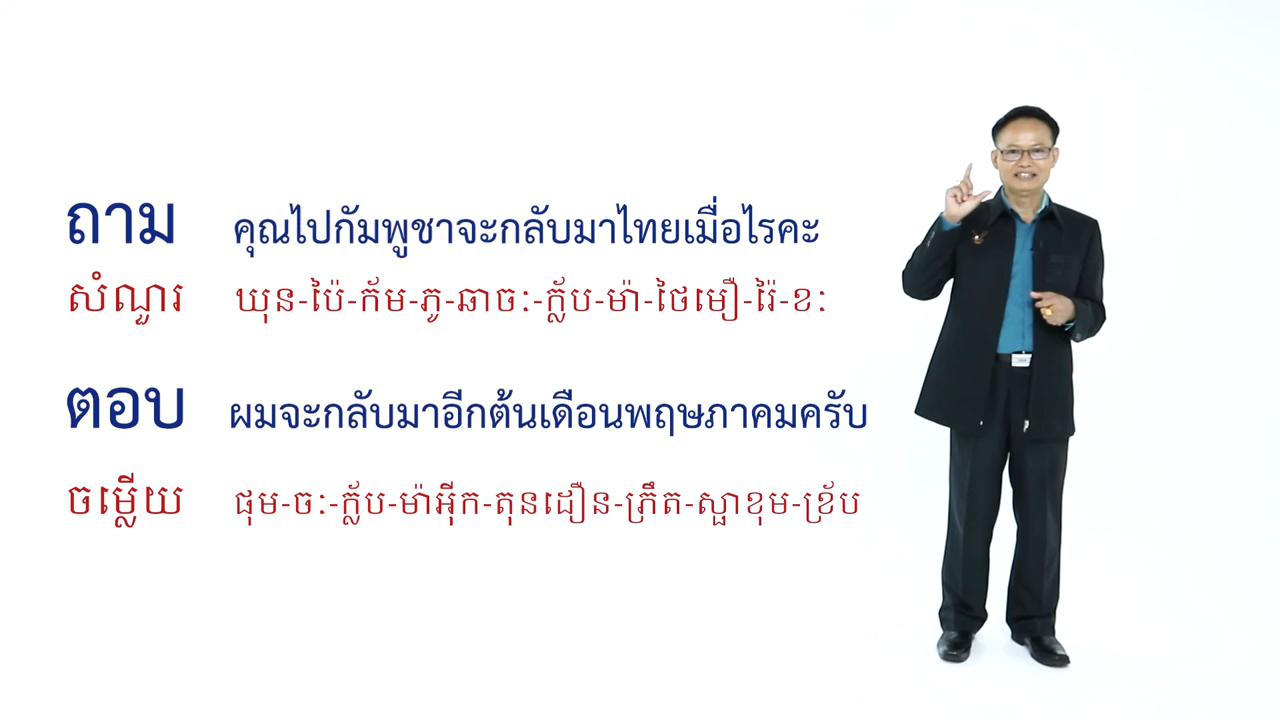 ถาม คุณไปกัมพูชาจะกลับมาไทยเมื่อไรคะ
សំណួរ ឃុន-ប៉ៃ-ក័ម-ភូ-ឆាចៈ-ក្ល័ប-ម៉ា-ថៃមឿ-រ៉ៃ-ខៈ
ตอบ ผมจะกลับมาอีกต้นเดือนพฤษภาคมครับ
ចម្លើយ ផុម-ចៈ-ក្ល័ប-ម៉ាអ៊ីក-តុនដឿន-ភ្រឹត-ស្ផាខុម-ខ្រ័ប